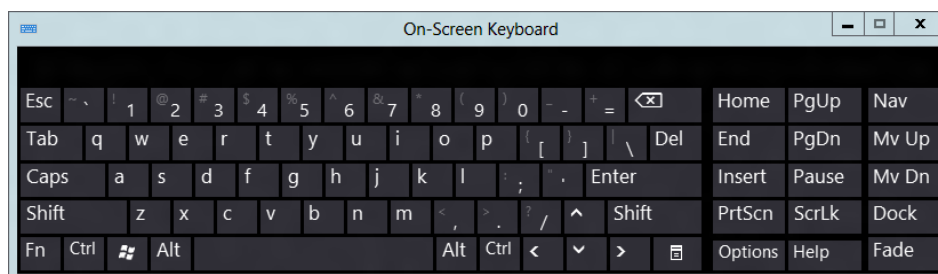 On-Screen Keyboard
Esc ~ ` ! 1 @ 2 # 3 $ 4 % 5 ^ 6 & 7 * 8 ( 9 ) 0 _ - + = Home PgUp Nav
Tab q w e r t y u i o p { [ } ] | \ Del End PgDn Mv Up
Caps a s d f g h j k l : ; " ' Enter Insert Pause Mv Dn
Shift z x c v b n m < , > . ? / Shift PrtScn ScrLk Dock
Fn Ctrl Alt Alt Ctrl Options Help Fade